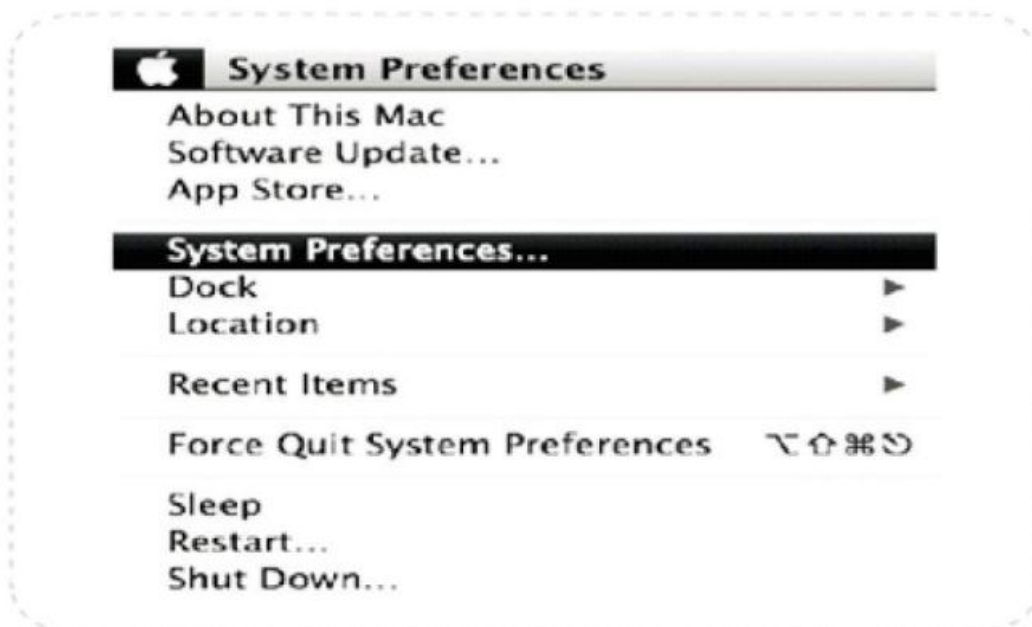 System Preferences
About This Mac
Software Update...
App Store...
System Preferences...
Dock
Location
Recent Items
Force Quit System Preferences ⌥⇧⌘⎋
Sleep
Restart...
Shut Down...